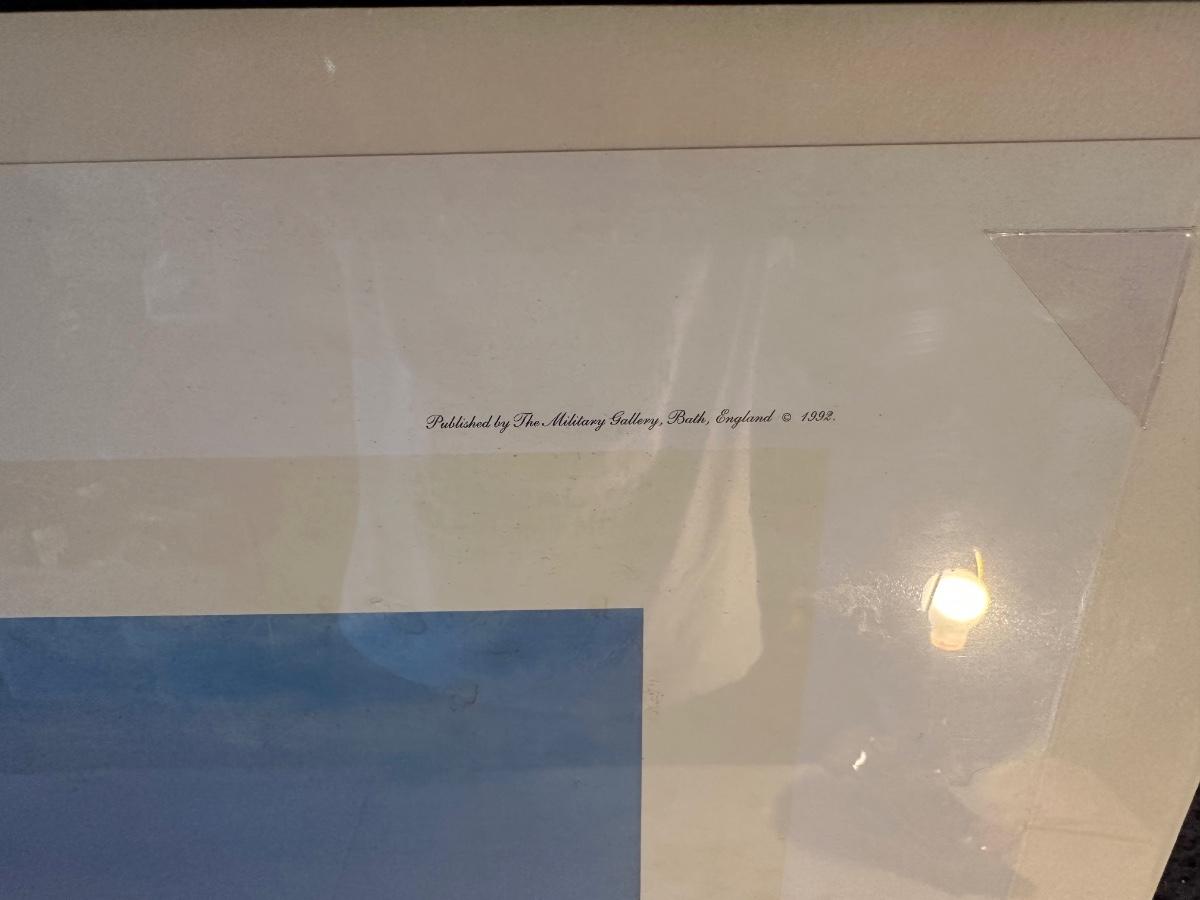 Published by The Military Gallery, Bath, England © 1992.